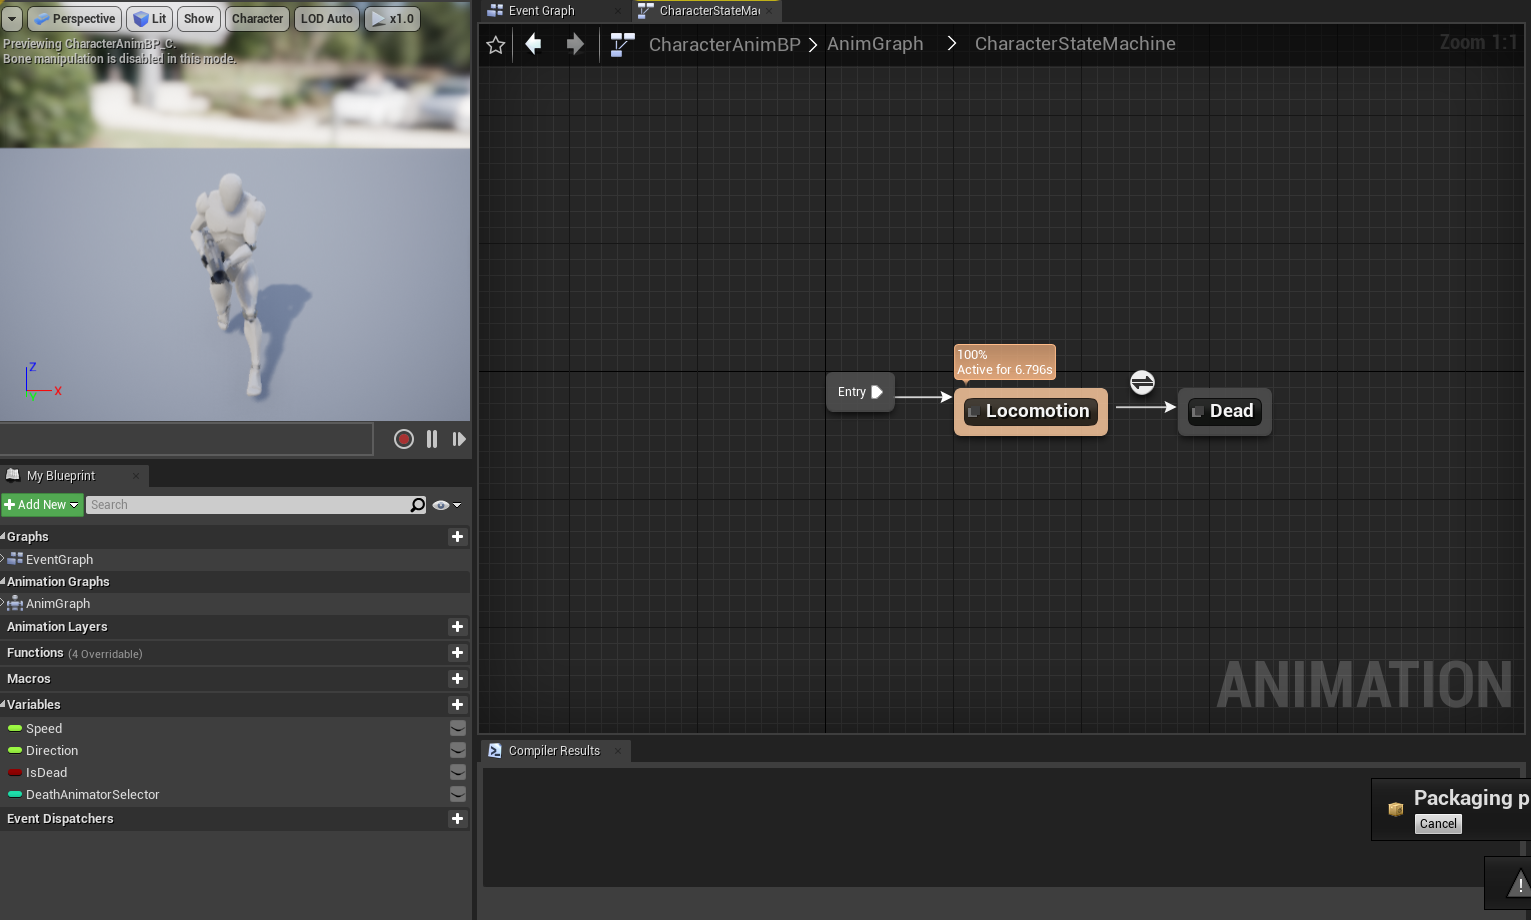 Perspective
Lit
Show
Character
LOD Auto
x1.0
Previewing CharacterAnimBP_C.
Bone manipulation is disabled in this mode.
Z
X
My Blueprint
Add New
Search
Graphs
EventGraph
Animation Graphs
AnimGraph
Animation Layers
Functions (4 Overridable)
Macros
Variables
Speed
Direction
IsDead
DeathAnimatorSelector
Event Dispatchers
Event Graph
CharacterStateMa
CharacterAnimBP
AnimGraph
CharacterStateMachine
Zoom 1:1
Entry
100%
Active for 6.796s
Locomotion
Dead
ANIMATION
Compiler Results
Packaging p
Cancel